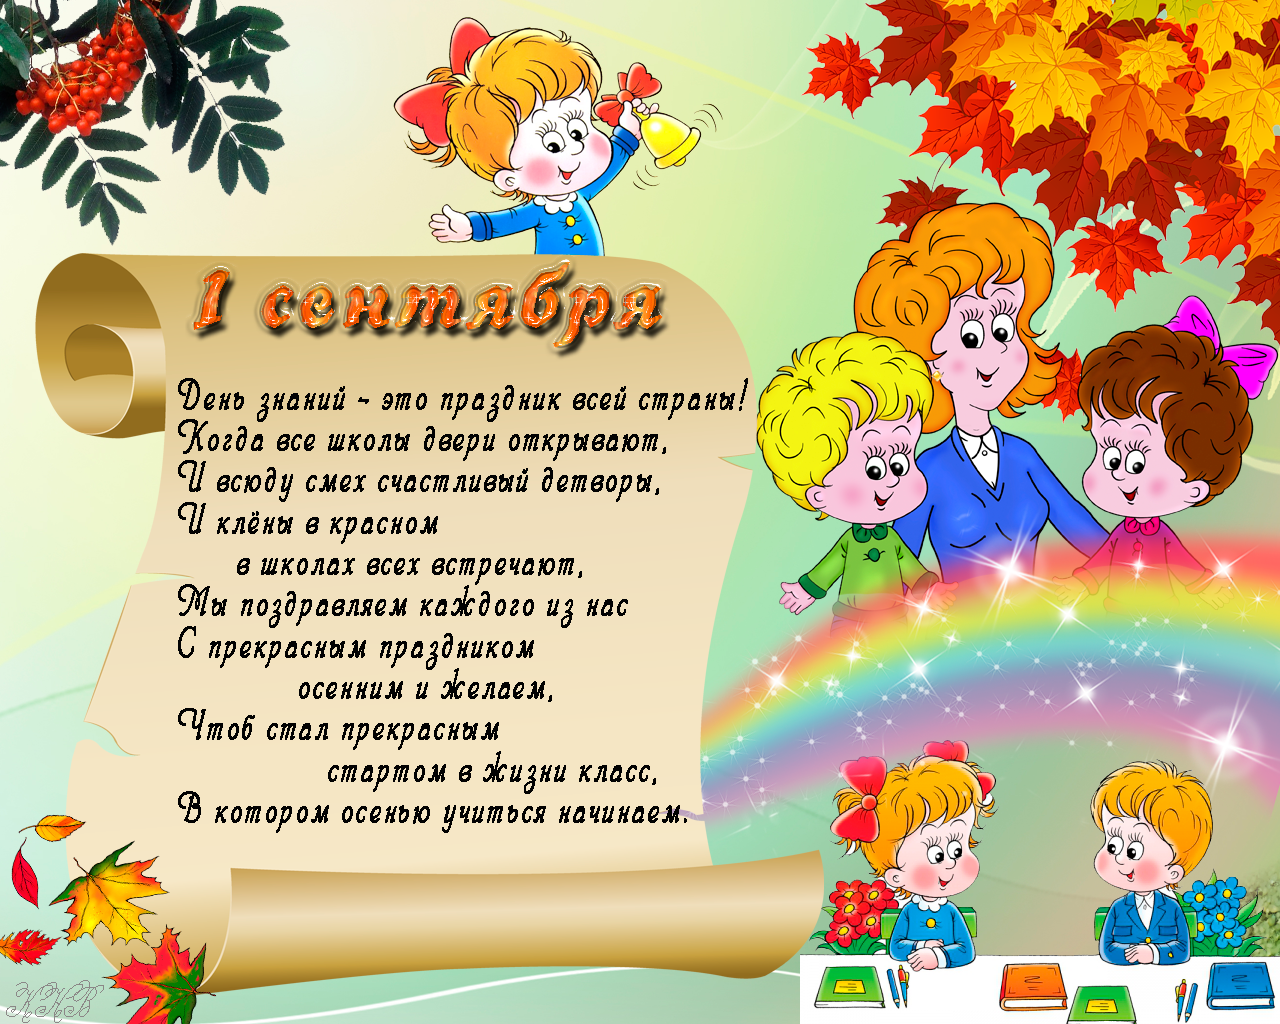 1 сентября
День знаний - это праздник всей страны!
Когда все школы двери открывают,
И всюду смех счастливый детворы,
И клёны в красном
в школах всех встречают,
Мы поздравляем каждого из нас
С прекрасным праздником
осенним и желаем,
Чтоб стал прекрасным
стартом в жизни класс,
В котором осенью учиться начинаем.